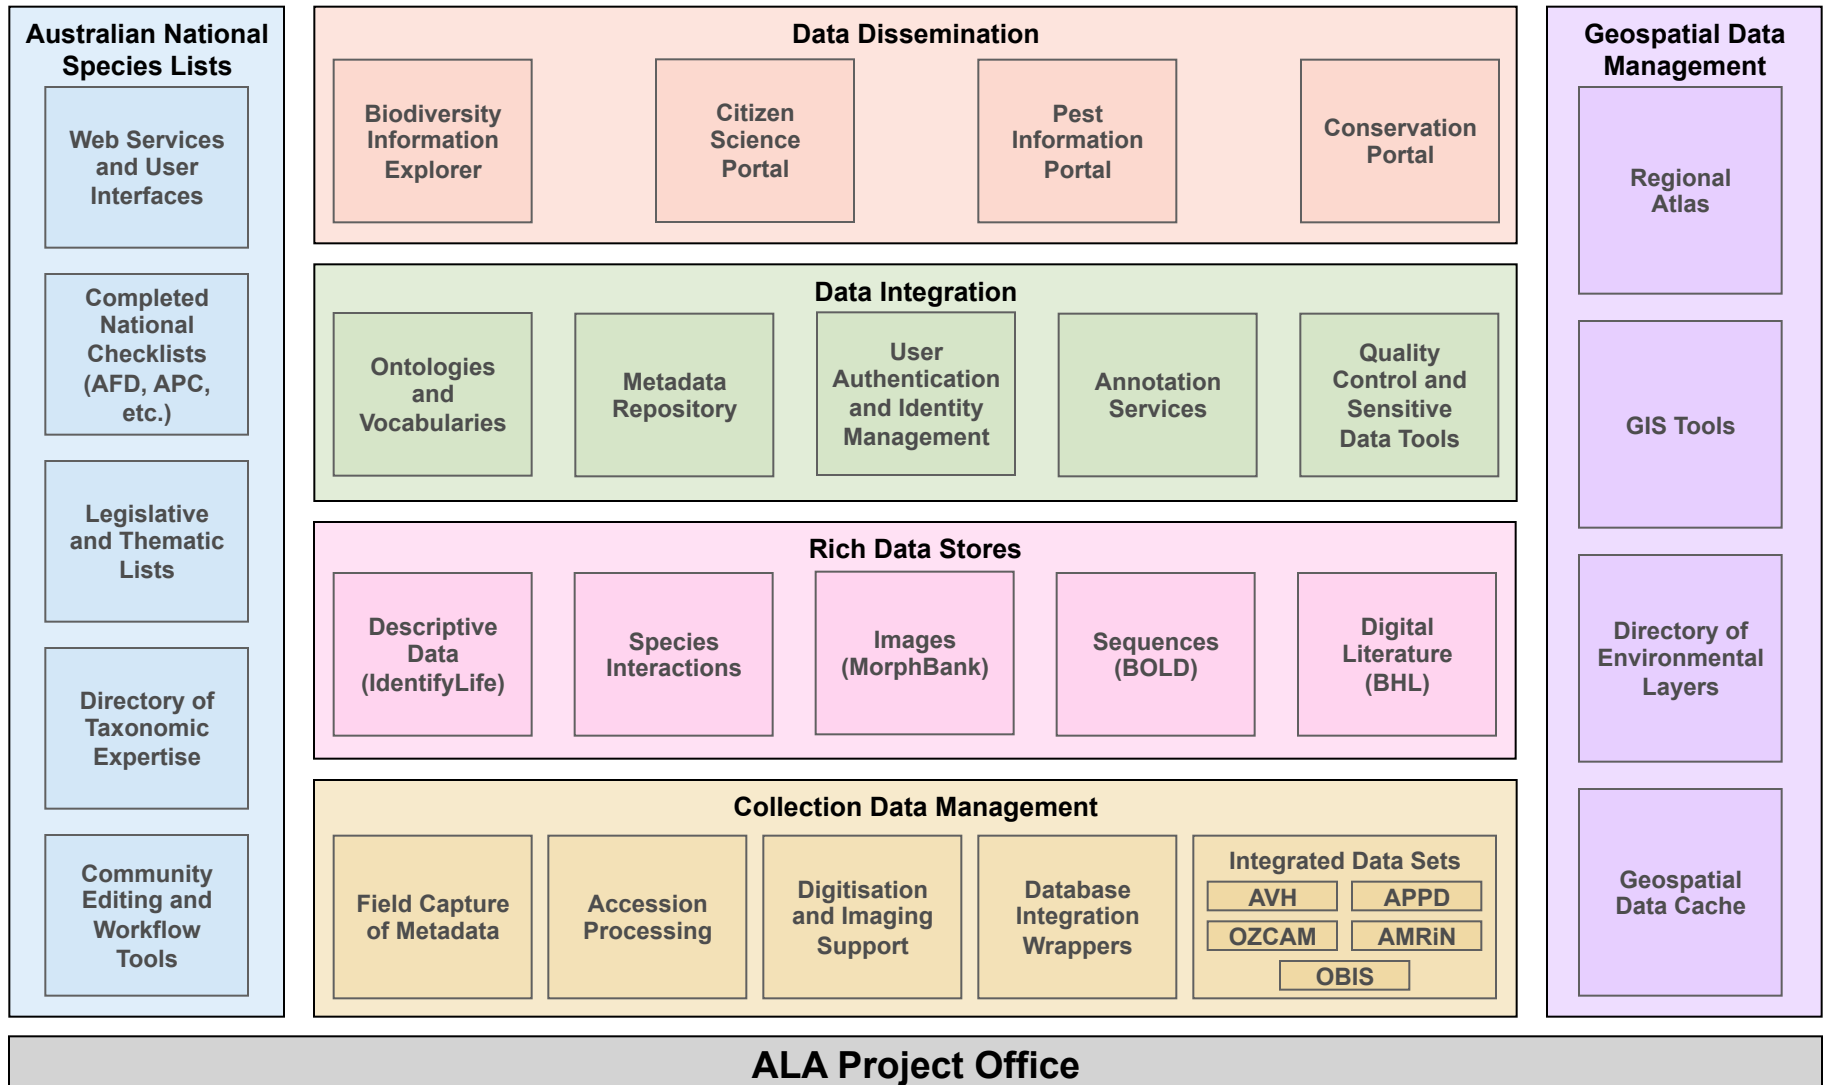 Australian National
Species Lists
Web Services
and User
Interfaces
Completed
National
Checklists
(AFD, APC,
etc.)
Legislative
and Thematic
Lists
Directory of
Taxonomic
Expertise
Community
Editing and
Workflow
Tools
Data Dissemination
Biodiversity
Information
Explorer
Citizen
Science
Portal
Pest
Information
Portal
Conservation
Portal
Data Integration
Ontologies
and
Vocabularies
Metadata
Repository
User
Authentication
and Identity
Management
Annotation
Services
Quality
Control and
Sensitive
Data Tools
Rich Data Stores
Descriptive
Data
(IdentifyLife)
Species
Interactions
Images
(MorphBank)
Sequences
(BOLD)
Digital
Literature
(BHL)
Collection Data Management
Field Capture
of Metadata
Accession
Processing
Digitisation
and Imaging
Support
Database
Integration
Wrappers
Integrated Data Sets
AVH
APPD
OZCAM
AMRiN
OBIS
Geospatial Data
Management
Regional
Atlas
GIS Tools
Directory of
Environmental
Layers
Geospatial
Data Cache
ALA Project Office